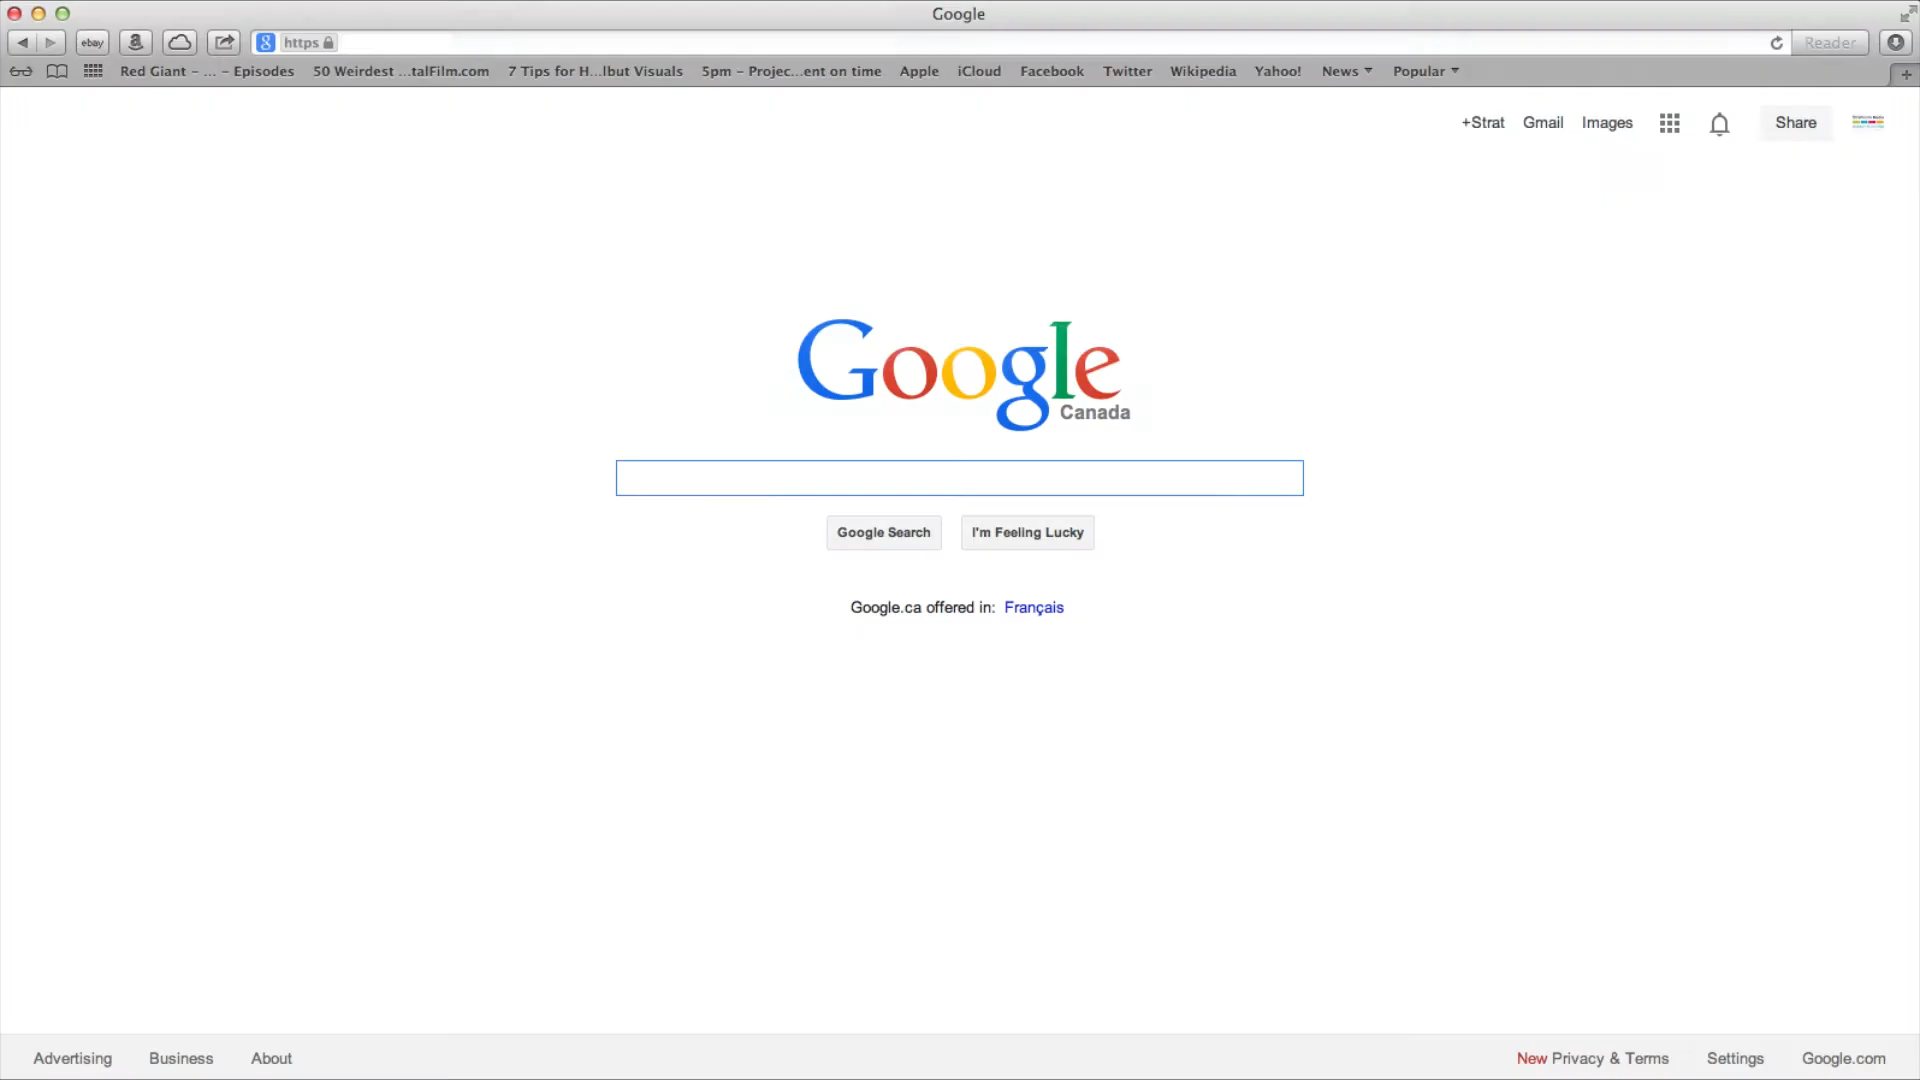 Google
ebay
https
Reader
Red Giant – ... – Episodes 50 Weirdest ...talFilm.com 7 Tips for H...lbut Visuals 5pm – Projec...ent on time Apple iCloud Facebook Twitter Wikipedia Yahoo! News Popular
+Strat Gmail Images Share
Google
Canada
Google Search I'm Feeling Lucky
Google.ca offered in: Français
Advertising Business About New Privacy & Terms Settings Google.com